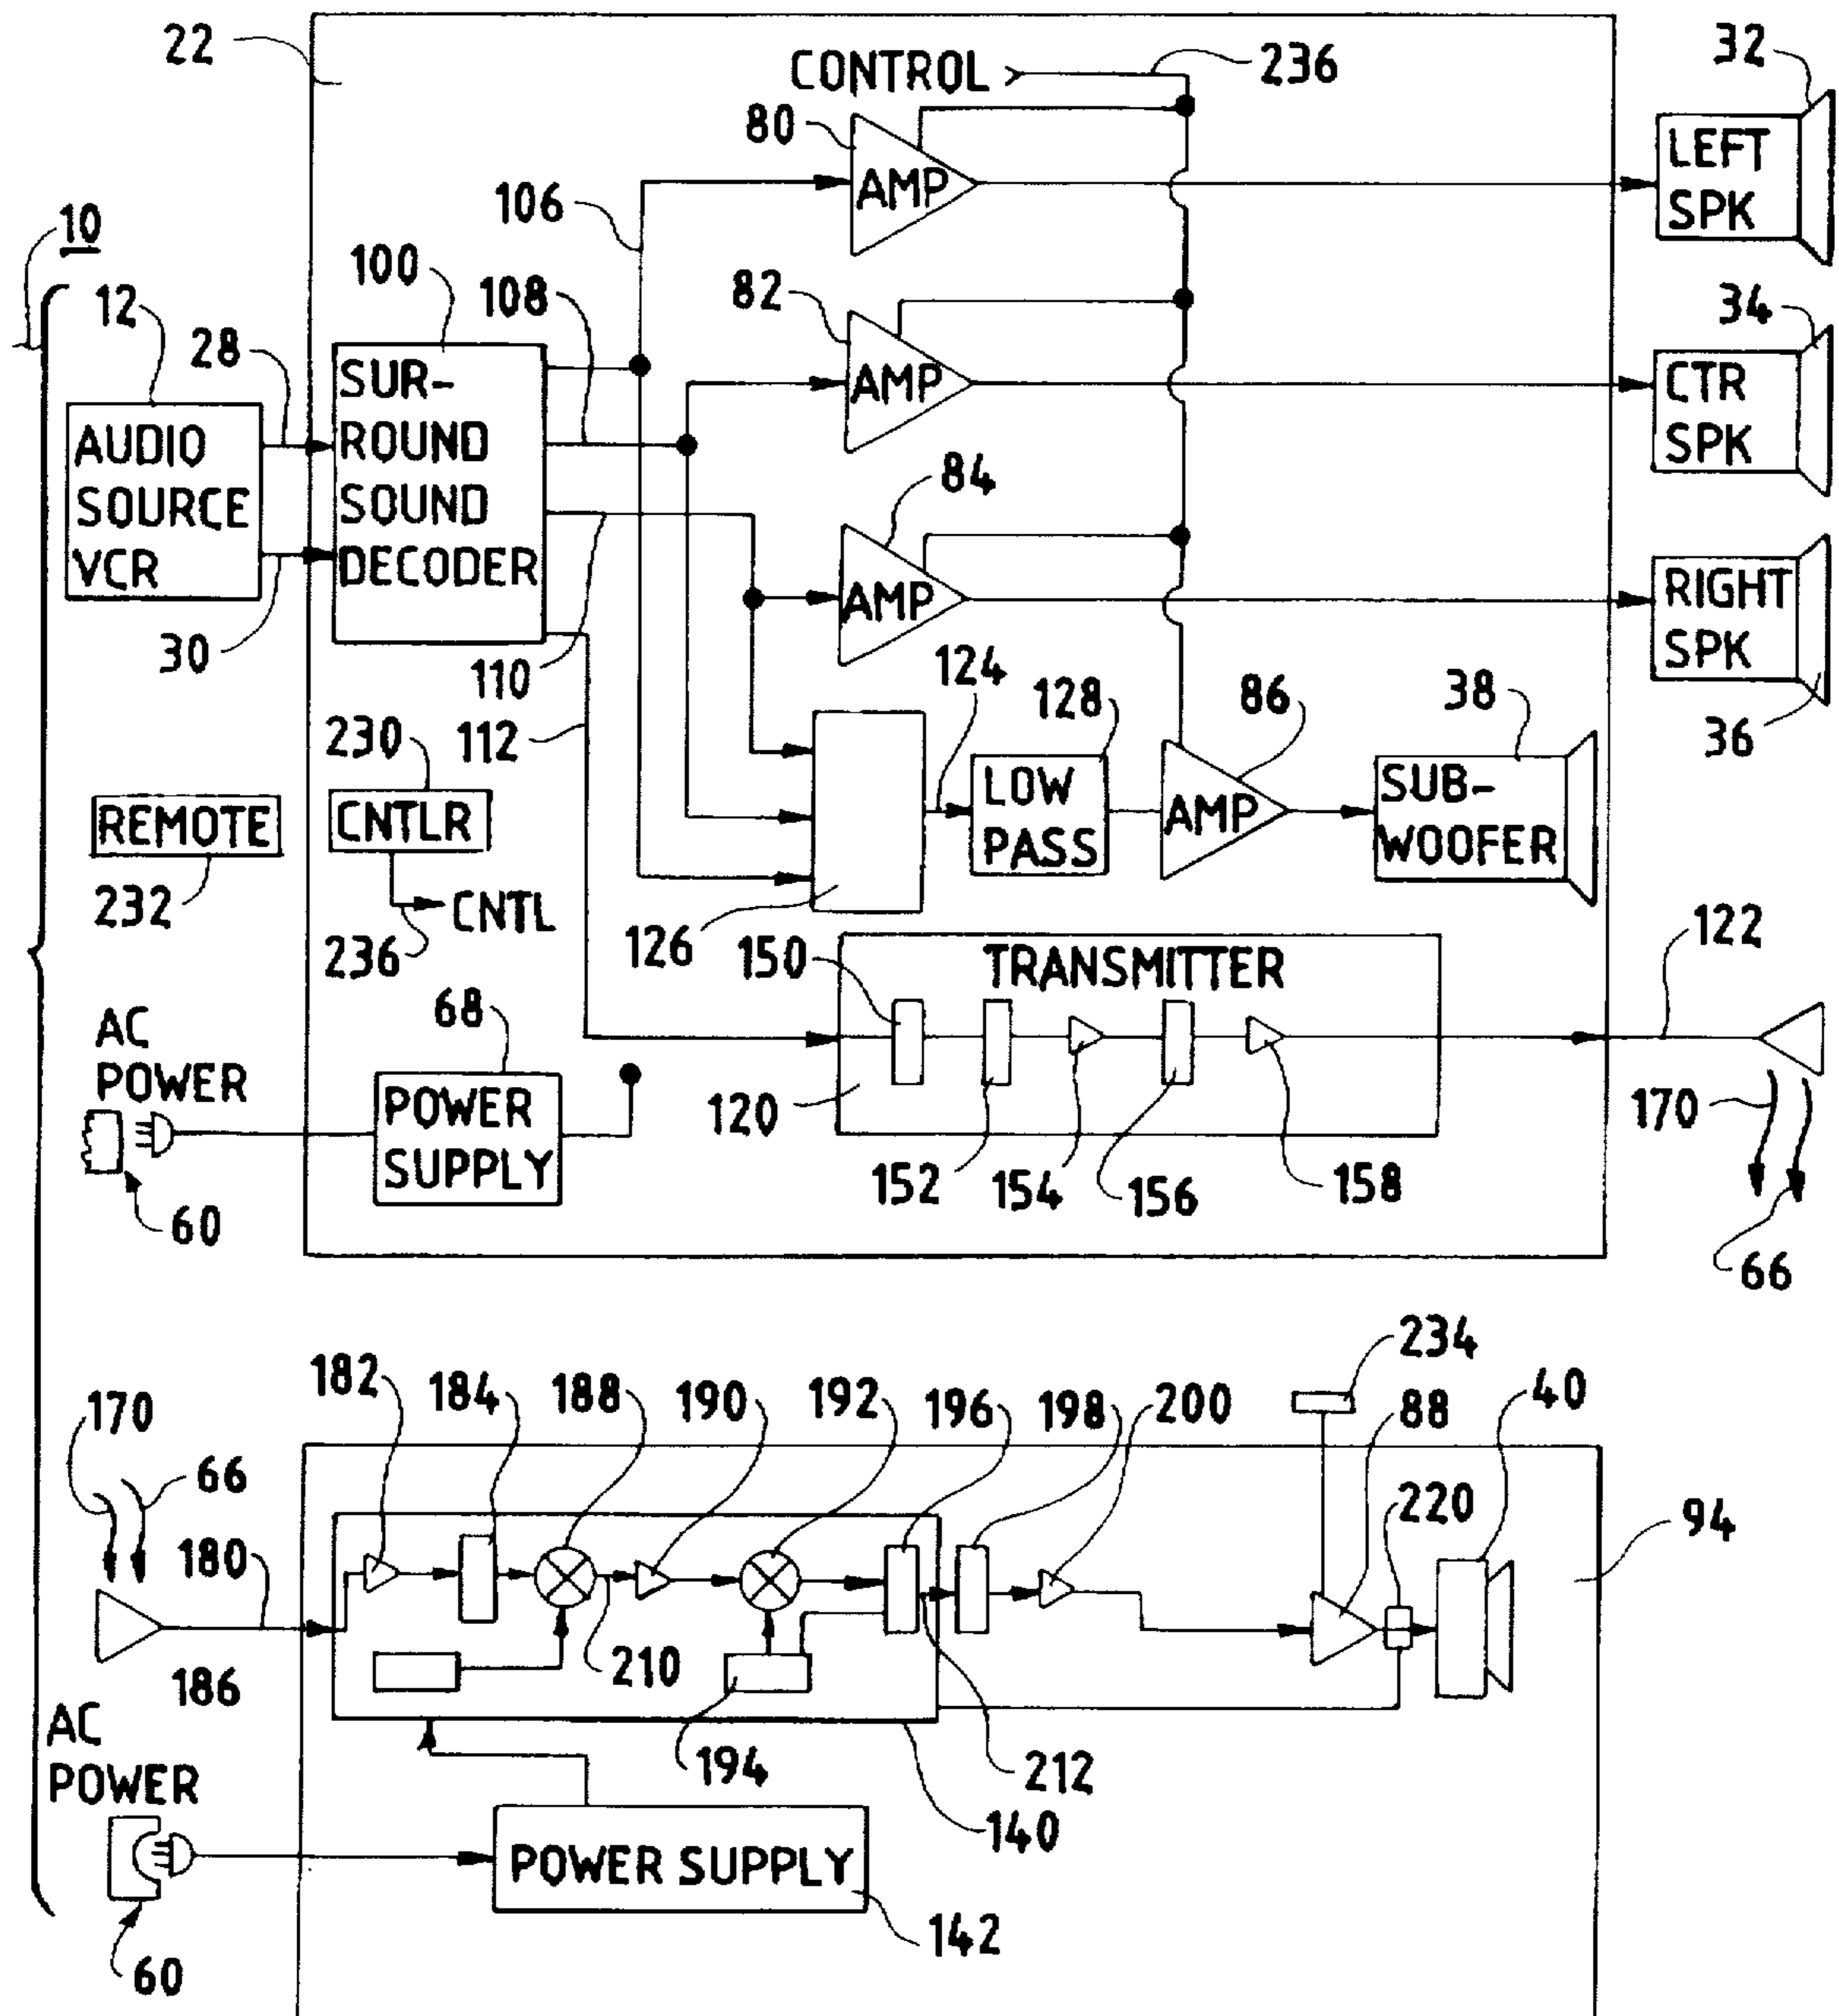 22
CONTROL
236
32
80
LEFT
SPK
106
10
100
108
82
34
12
28
SUR-
ROUND
SOUND
DECODER
AMP
AMP
CTR
SPK
AUDIO
SOURCE
VCR
84
30
AMP
RIGHT
SPK
110
124
128
86
38
36
112
230
LOW
PASS
AMP
SUB-
WOOFER
REMOTE
CNTLR
232
CNTL
236
126
150
TRANSMITTER
122
68
AC
POWER
POWER
SUPPLY
120
170
152
154
156
158
60
66
234
182
184
188
190
192
196
198
200
88
40
170
66
220
94
180
186
210
AC
POWER
194
212
140
POWER SUPPLY
142
60